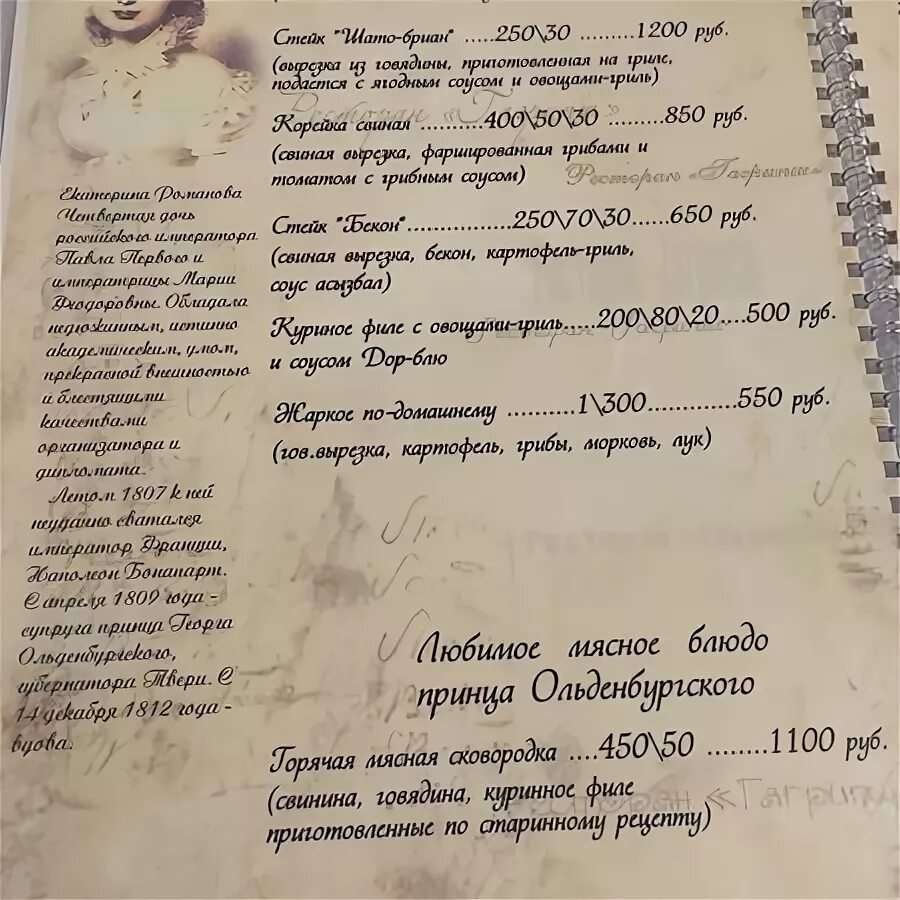 Стейк "Шато-бриан" .....250\30 .........1200 руб.
(вырезка из говядины, приготовленная на гриле,
подается с ягодным соусом и овощами-гриль)
Корейка свиная ..........400\50\30 ........850 руб.
(свиная вырезка, фаршированная грибами и
томатом с грибным соусом)
Стейк "Бекон"...............250\70\30......650 руб.
(свиная вырезка, бекон, картофель-гриль,
соус асызбал)
Куриное филе с овощами-гриль.....200\80\20....500 руб.
и соусом Дор-блю
Жаркое по-домашнему ..........1\300.............550 руб.
(гов.вырезка, картофель, грибы, морковь, лук)
Любимое мясное блюдо
принца Ольденбургского
Горячая мясная сковородка ....450\50 ........1100 руб.
(свинина, говядина, куринное филе
приготовленные по старинному рецепту)
Екатерина Романова
Четвертая дочь
российского императора
Павла Первого и
императрицы Марии
Феодоровны. Обладала
недюжинным, истинно
академическим, умом,
прекрасной внешностью
и блестящими
качествами
организатора и
дипломата.
Летом 1807 к ней
неудачно сватался
император Франции,
Наполеон Бонапарт.
С апреля 1809 года -
супруга принца Георга
Ольденбургского,
губернатора Твери. С
14 декабря 1812 года -
вдова.